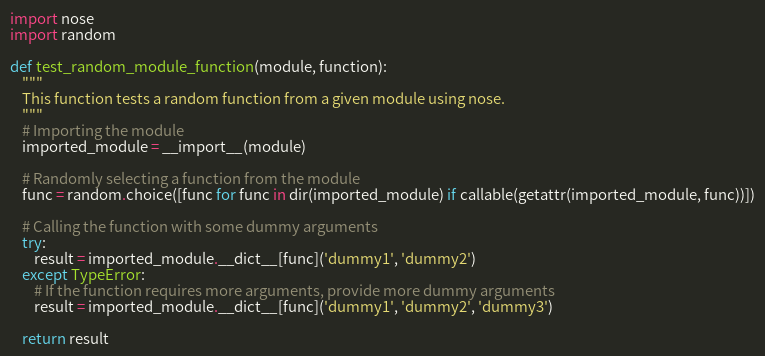 import nose
import random
def test_random_module_function(module, function):
"""
This function tests a random function from a given module using nose.
"""
# Importing the module
imported_module = __import__(module)
# Randomly selecting a function from the module
func = random.choice([func for func in dir(imported_module) if callable(getattr(imported_module, func))])
# Calling the function with some dummy arguments
try:
result = imported_module.__dict__[func]('dummy1', 'dummy2')
except TypeError:
# If the function requires more arguments, provide more dummy arguments
result = imported_module.__dict__[func]('dummy1', 'dummy2', 'dummy3')
return result